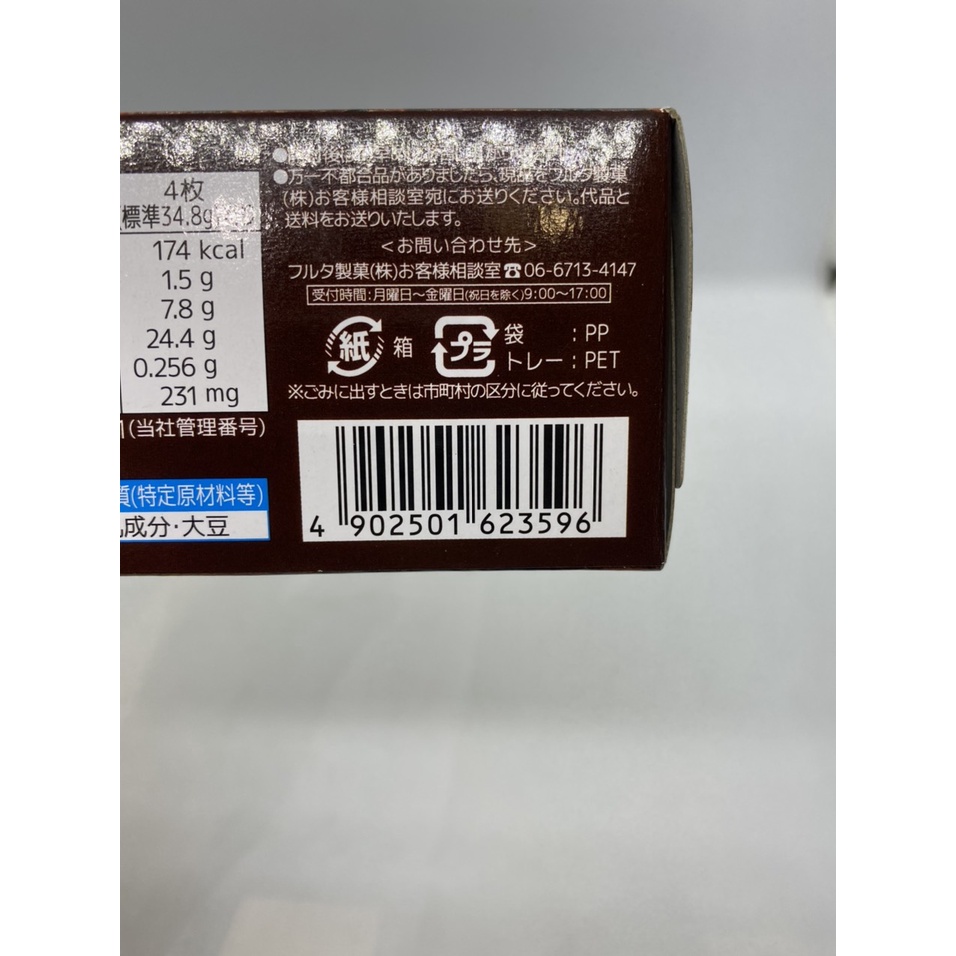 4枚
(標準34.8g
174 kcal
1.5 g
7.8 g
24.4 g
0.256 g
231 mg
1(当社管理番号)
質(特定原材料等)
乳成分·大豆
●万一不都合品がありましたら、現品をフルタ製菓
(株)お客様相談室宛にお送りください。代品と
送料をお送りいたします。
<お問い合わせ先>
フルタ製菓(株)お客様相談室☎06-6713-4147
受付時間:月曜日~金曜日(祝日を除く)9:00~17:00
紙 箱 プラ 袋 :PP
トレー:PET
※ごみに出すときは市町村の区分に従ってください。
4 902501 623596